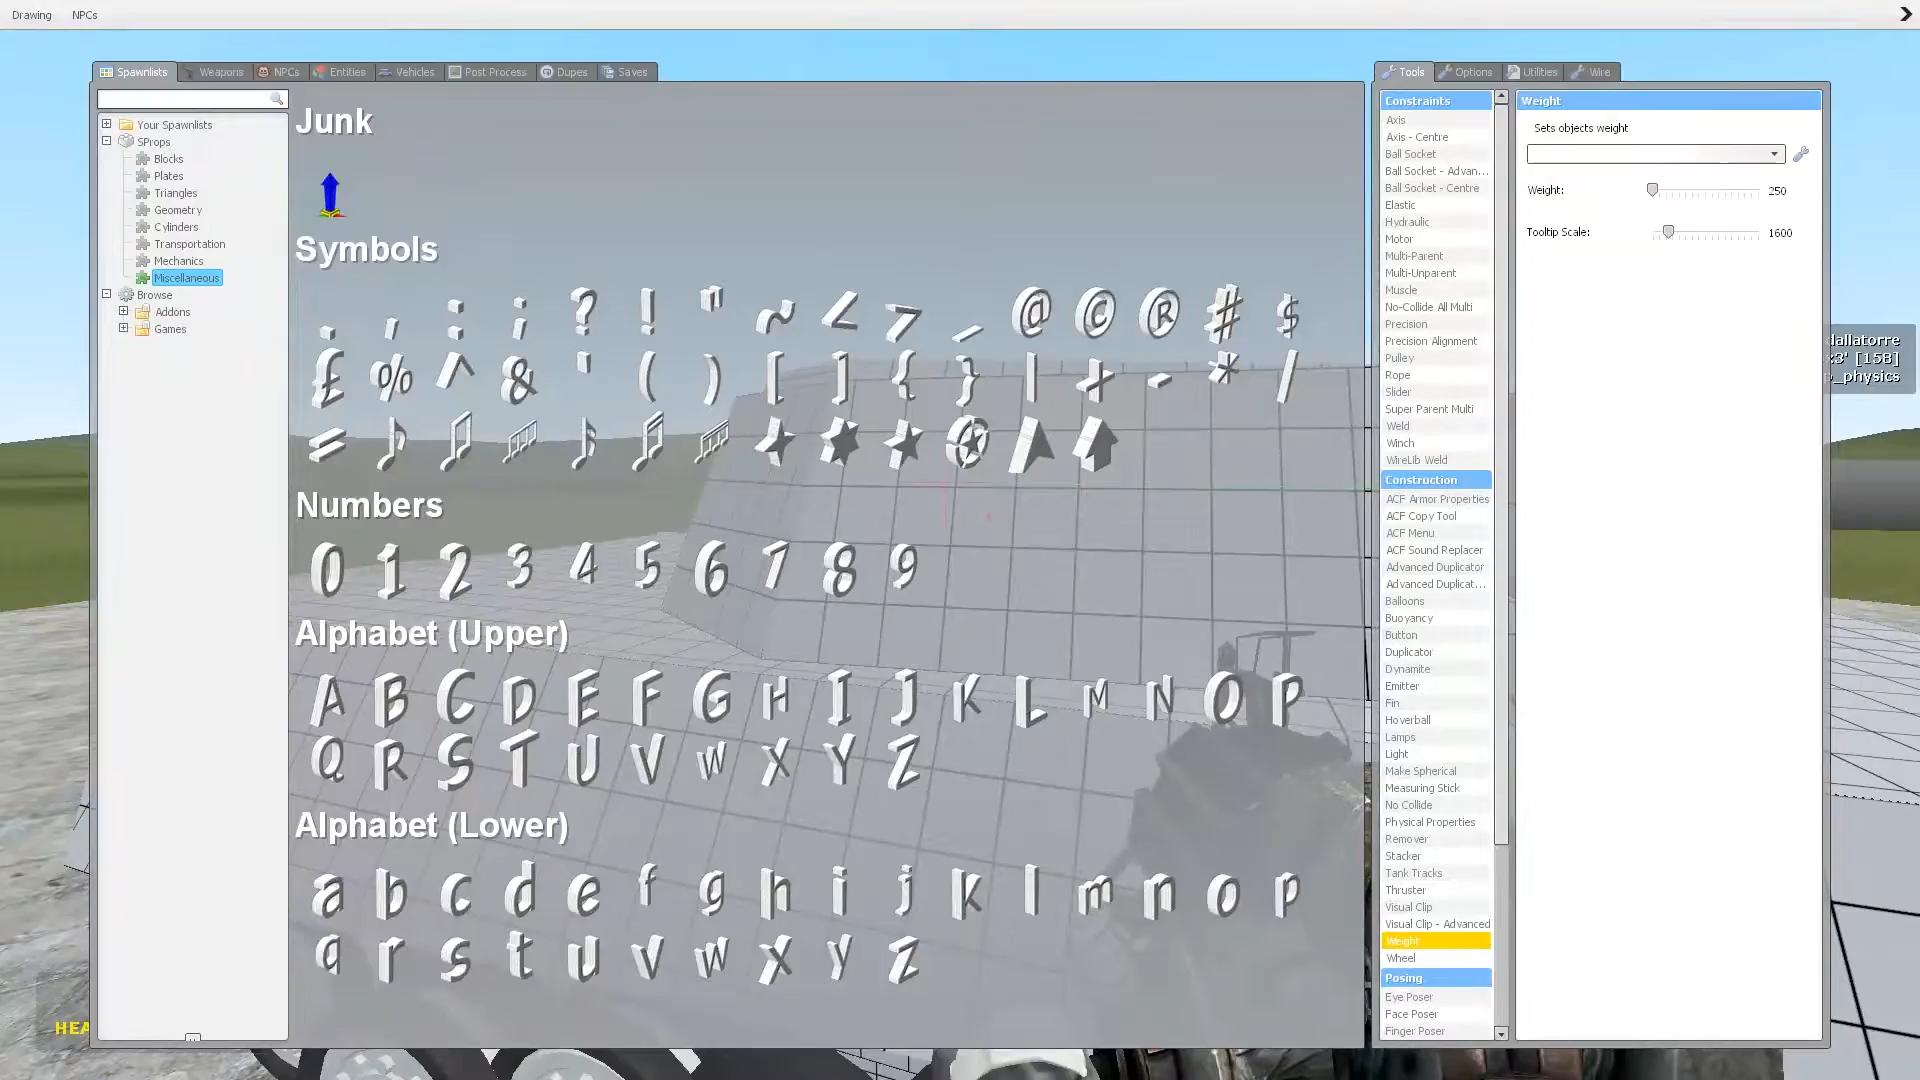 Drawing NPCs
Spawnlists Weapons NPCs Entities Vehicles Post Process Dupes Saves
Your Spawnlists
SProps
Blocks
Plates
Triangles
Geometry
Cylinders
Transportation
Mechanics
Miscellaneous
Browse
Addons
Games
Junk
Symbols
. , : ; ? ! " ~ < > _ @ © ® # $
£ % ^ & ' ( ) [ ] { } | + - * /
=
Numbers
0 1 2 3 4 5 6 7 8 9
Alphabet (Upper)
A B C D E F G H I J K L M N O P
Q R S T U V W X Y Z
Alphabet (Lower)
a b c d e f g h i j k l m n o p
q r s t u v w x y z
Tools Options Utilities Wire
Constraints
Axis
Axis - Centre
Ball Socket
Ball Socket - Advan...
Ball Socket - Centre
Elastic
Hydraulic
Motor
Multi-Parent
Multi-Unparent
Muscle
No-Collide All Multi
Precision
Precision Alignment
Pulley
Rope
Slider
Super Parent Multi
Weld
Winch
WireLib Weld
Construction
ACF Armor Properties
ACF Copy Tool
ACF Menu
ACF Sound Replacer
Advanced Duplicator
Advanced Duplicat...
Balloons
Buoyancy
Button
Duplicator
Dynamite
Emitter
Fin
Hoverball
Lamps
Light
Make Spherical
Measuring Stick
No Collide
Physical Properties
Remover
Stacker
Tank Tracks
Thruster
Visual Clip
Visual Clip - Advanced
Weight
Wheel
Posing
Eye Poser
Face Poser
Finger Poser
Weight
Sets objects weight
Weight: 250
Tooltip Scale: 1600
dallatorre
:3' [158]
_physics
HEA